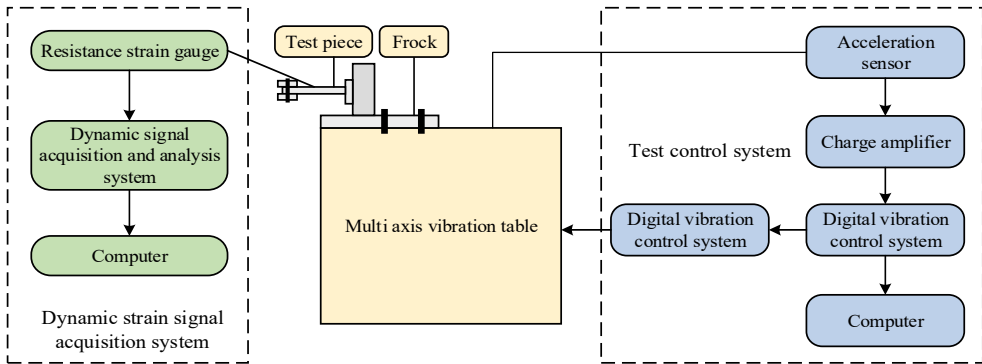 Resistance strain gauge
Dynamic signal
acquisition and analysis
system
Computer
Dynamic strain signal
acquisition system
Test piece
Frock
Multi axis vibration table
Test control system
Acceleration
sensor
Charge amplifier
Digital vibration
control system
Digital vibration
control system
Computer